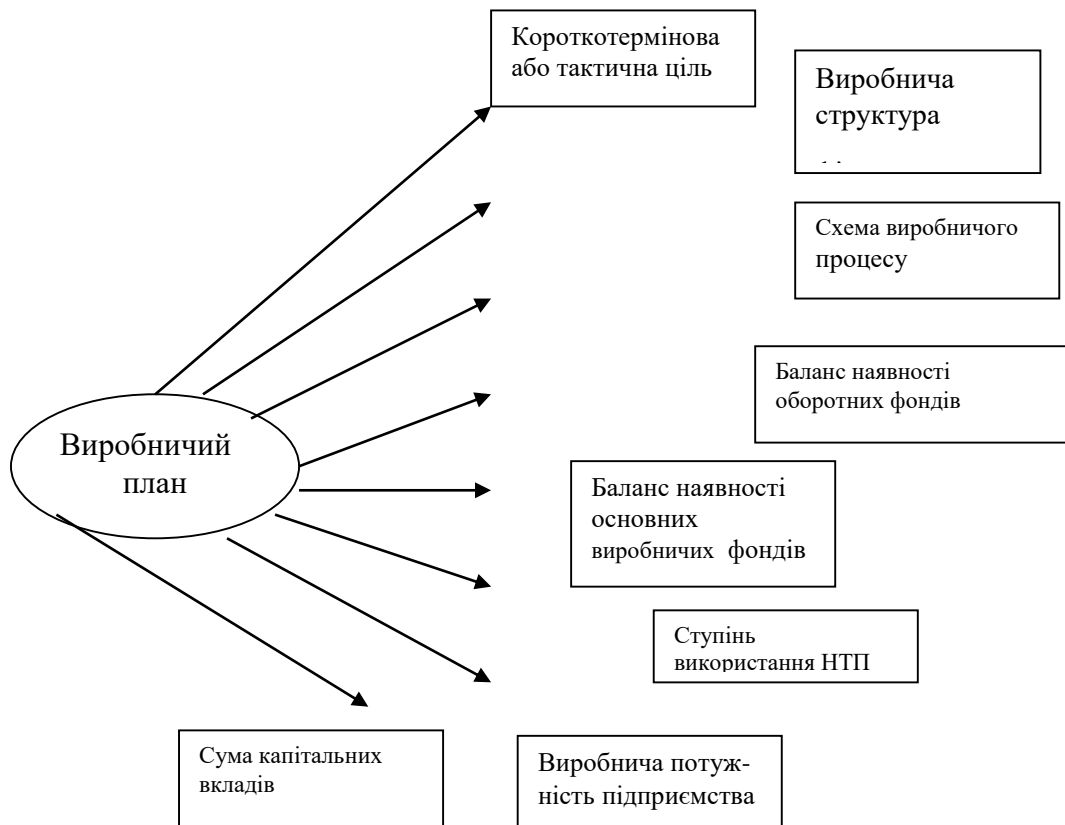 Короткотермінова
або тактична ціль
Виробнича
структура
Схема виробничого
процесу
Баланс наявності
оборотних фондів
Виробничий
план
Баланс наявності
основних
виробничих фондів
Ступінь
використання НТП
Сума капітальних
вкладів
Виробнича потуж-
ність підприємства